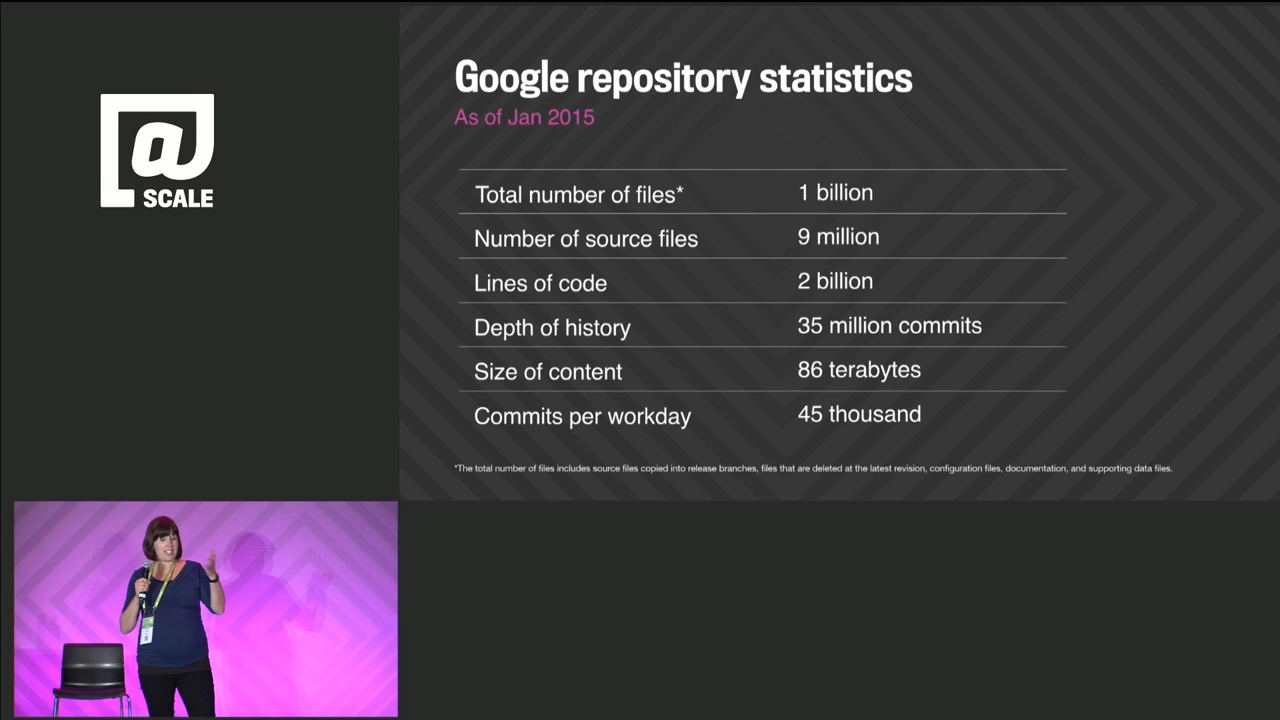 @
SCALE
Google repository statistics
As of Jan 2015
Total number of files* 1 billion
Number of source files 9 million
Lines of code 2 billion
Depth of history 35 million commits
Size of content 86 terabytes
Commits per workday 45 thousand
*The total number of files includes source files copied into release branches, files that are deleted at the latest revision, configuration files, documentation, and supporting data files.